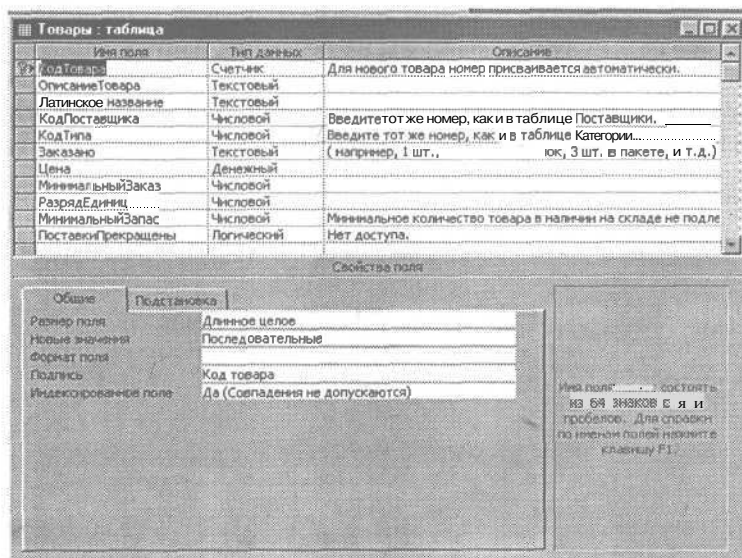 Товары : таблица
Имя поля Тип данных Описание
КодТовара Счетчик Для нового товара номер присваивается автоматически.
ОписаниеТовара Текстовый
Латинское название Текстовый
КодПоставщика Числовой Введите тот же номер, как и в таблице Поставщики.
КодТипа Числовой Введите тот же номер, как и в таблице Категории.
Заказано Текстовый ( например, 1 шт., юк, 3 шт. в пакете, и т.д.)
Цена Денежный
МинимальныйЗаказ Числовой
РазрядЕдиниц Числовой
МинимальныйЗапас Числовой Минимальное количество товара в наличии на складе не подле
ПоставкиПрекращены Логический Нет доступа.
Свойства поля
Общие Подстановка
Размер поля Длинное целое
Новые значения Последовательные
Формат поля
Подпись Код товара
Индексированное поле Да (Совпадения не допускаются)
Имя поля состоять
из 64 знаков с я и
пробелов. Для справки
по именам полей нажмите
клавишу F1.